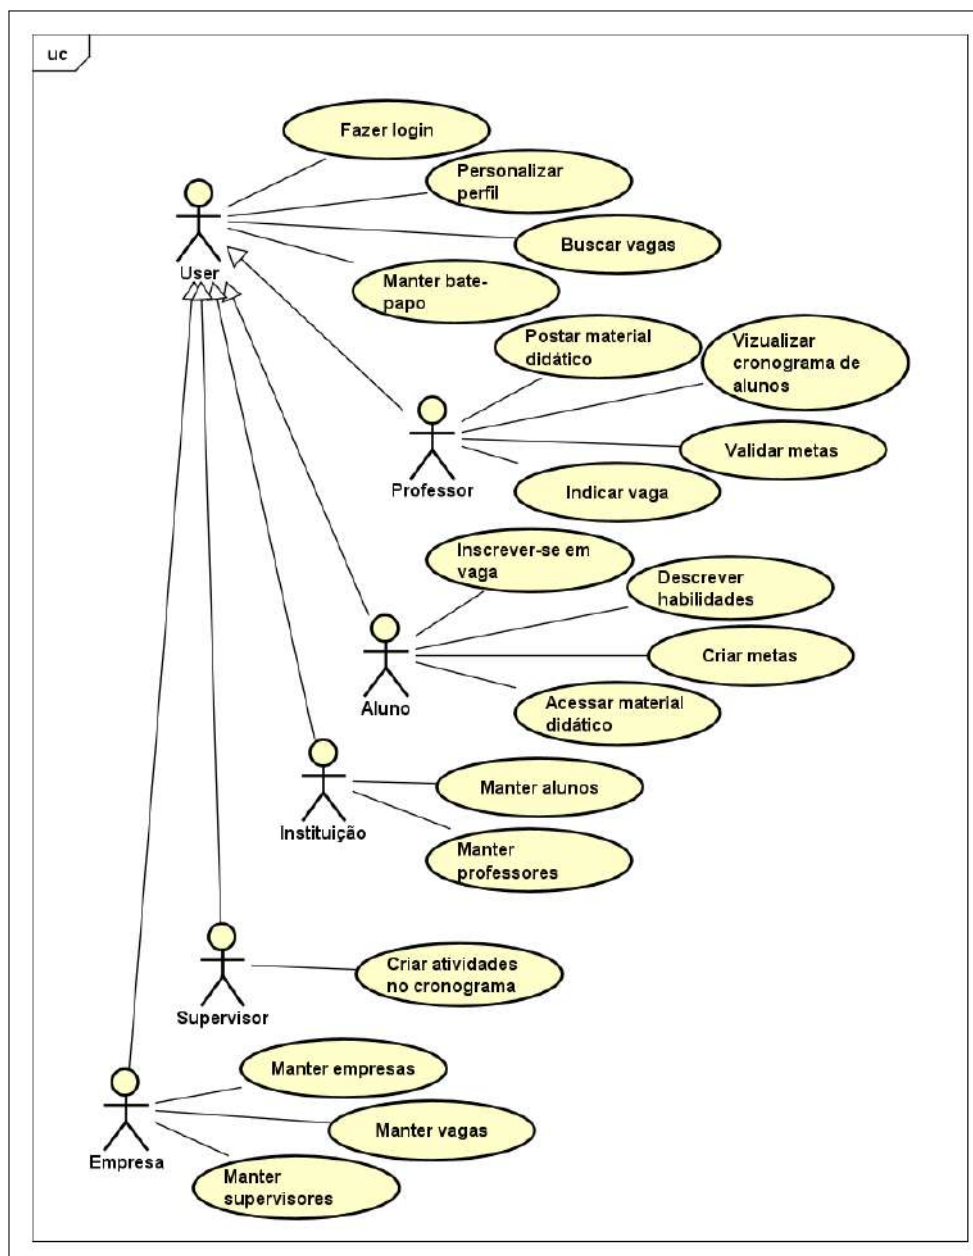 uc
Fazer login
Personalizar
perfil
Buscar vagas
User
Manter bate-
papo
Postar material
didático
Vizualizar
cronograma de
alunos
Validar metas
Professor
Indicar vaga
Inscrever-se em
vaga
Descrever
habilidades
Criar metas
Aluno
Acessar material
didático
Manter alunos
Instituição
Manter
professores
Criar atividades
no cronograma
Supervisor
Manter empresas
Manter vagas
Empresa
Manter
supervisores